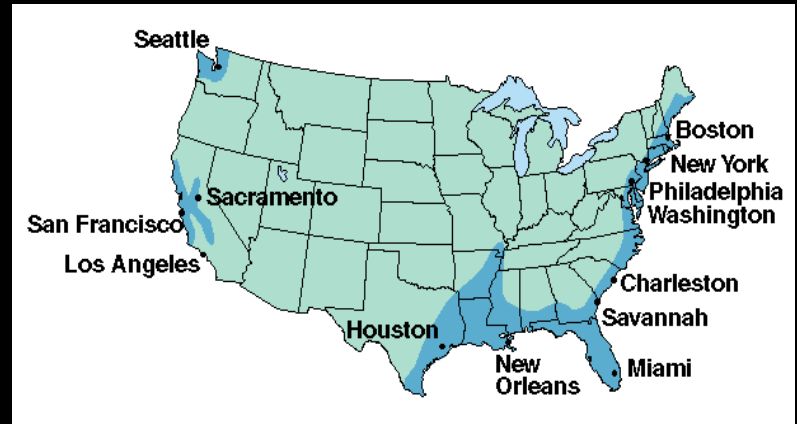 Seattle
Boston
New York
Philadelphia
Washington
Sacramento
San Francisco
Los Angeles
Charleston
Savannah
Houston
New
Orleans
Miami